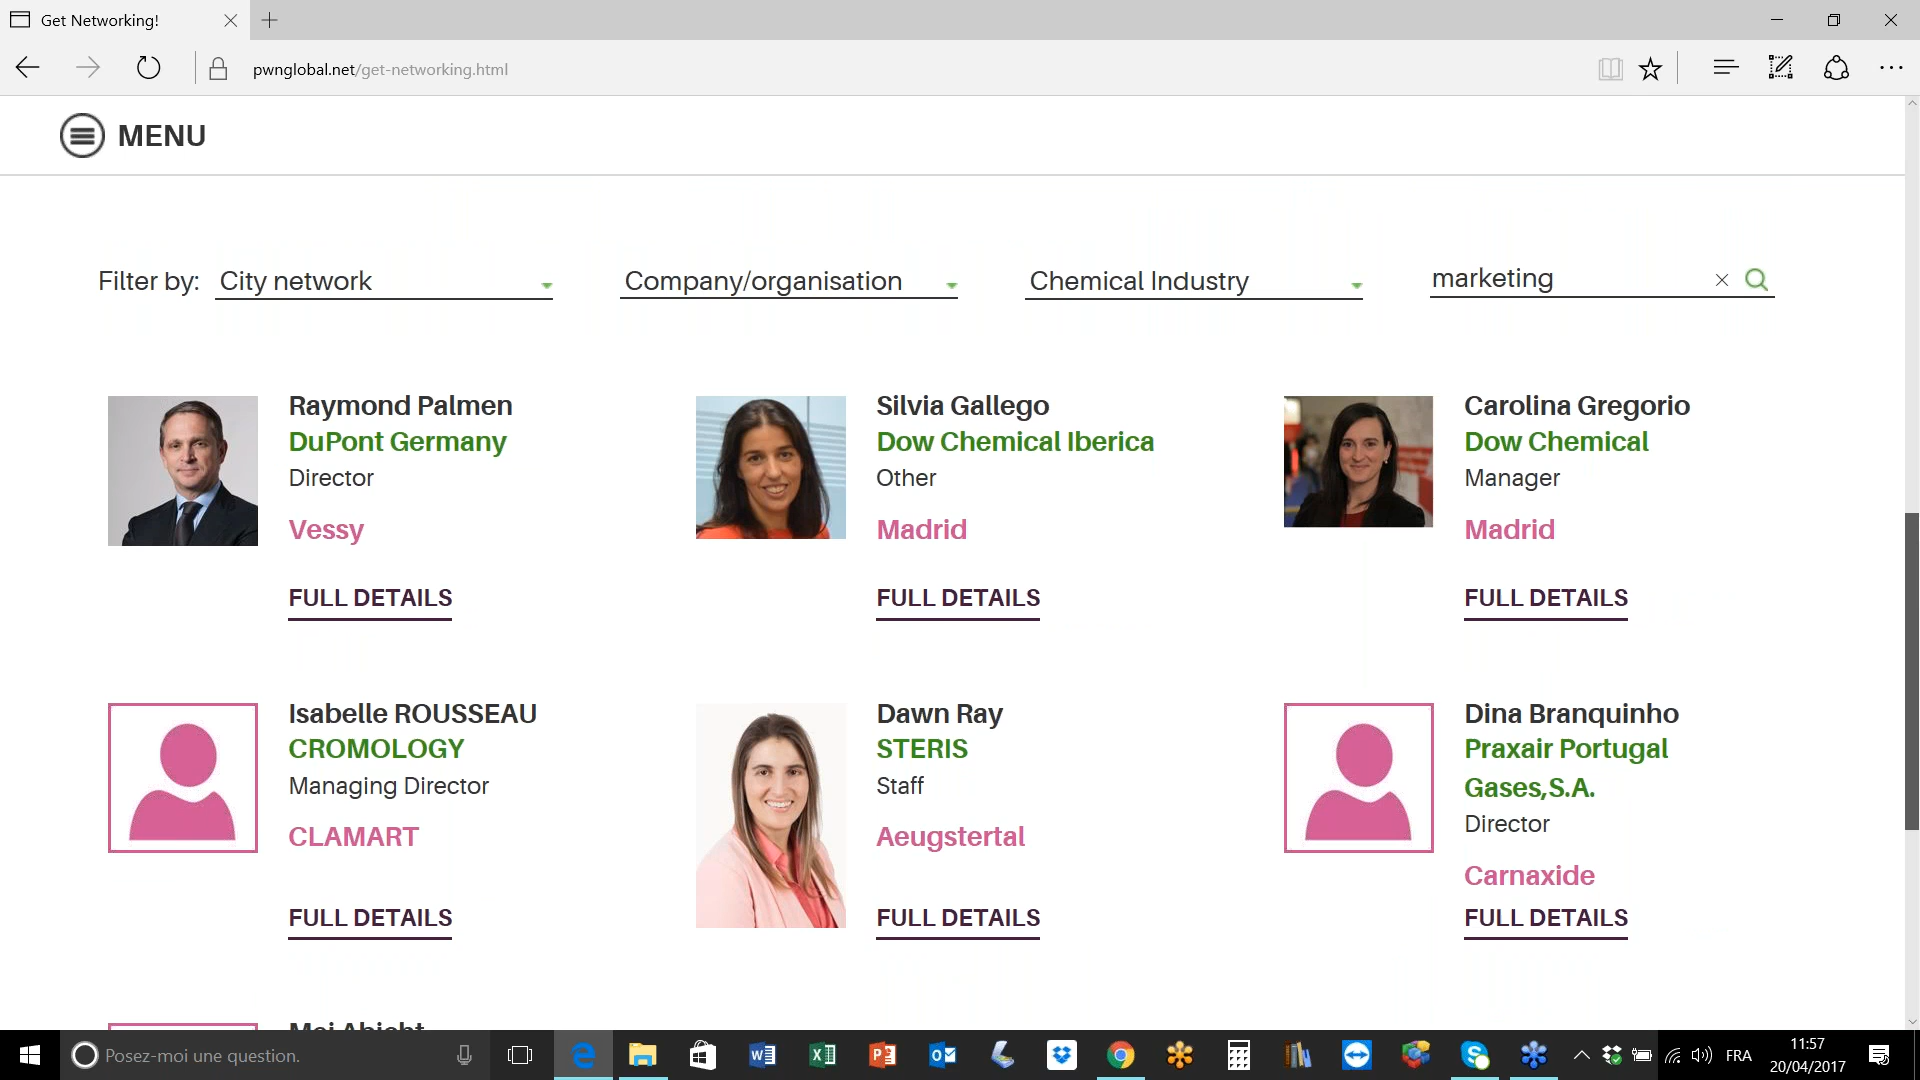 Get Networking!
pwnglobal.net/get-networking.html
MENU
Filter by: City network Company/organisation Chemical Industry marketing
Raymond Palmen
DuPont Germany
Director
Vessy
FULL DETAILS
Silvia Gallego
Dow Chemical Iberica
Other
Madrid
FULL DETAILS
Carolina Gregorio
Dow Chemical
Manager
Madrid
FULL DETAILS
Isabelle ROUSSEAU
CROMOLOGY
Managing Director
CLAMART
FULL DETAILS
Dawn Ray
STERIS
Staff
Aeugstertal
FULL DETAILS
Dina Branquinho
Praxair Portugal
Gases,S.A.
Director
Carnaxide
FULL DETAILS
Posez-moi une question.
FRA
11:57
20/04/2017